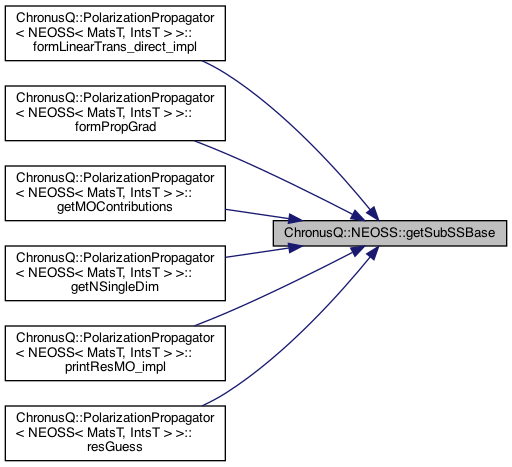 ChronusQ::PolarizationPropagator
< NEOSS< MatsT, IntsT > >::
formLinearTrans_direct_impl
ChronusQ::PolarizationPropagator
< NEOSS< MatsT, IntsT > >::
formPropGrad
ChronusQ::PolarizationPropagator
< NEOSS< MatsT, IntsT > >::
getMOContributions
ChronusQ::NEOSS::getSubSSBase
ChronusQ::PolarizationPropagator
< NEOSS< MatsT, IntsT > >::
getNSingleDim
ChronusQ::PolarizationPropagator
< NEOSS< MatsT, IntsT > >::
printResMO_impl
ChronusQ::PolarizationPropagator
< NEOSS< MatsT, IntsT > >::
resGuess